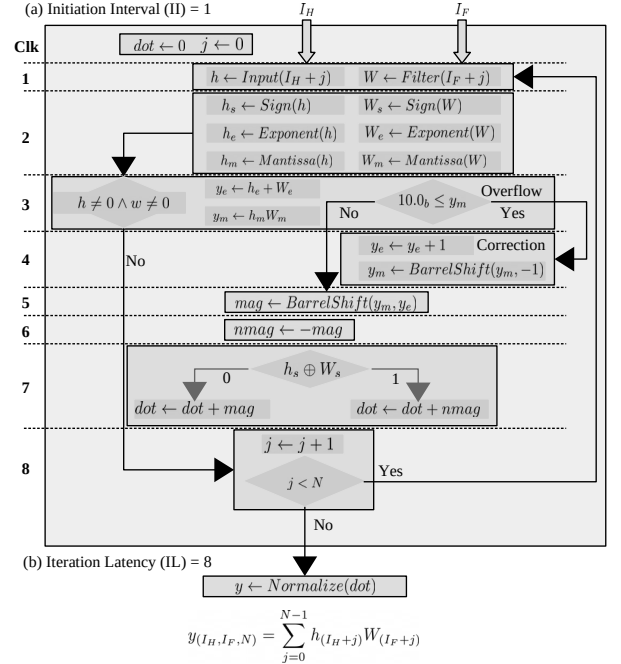 (a) Initiation Interval (II) = 1
I_H I_F
Clk
dot ← 0 j ← 0
1
h ← Input(I_H + j) W ← Filter(I_F + j)
2
h_s ← Sign(h) W_s ← Sign(W)
h_e ← Exponent(h) W_e ← Exponent(W)
h_m ← Mantissa(h) W_m ← Mantissa(W)
3
h ≠ 0 ∧ w ≠ 0
y_e ← h_e + W_e
y_m ← h_m W_m
10.0_b ≤ y_m
Overflow
No
Yes
4
No
y_e ← y_e + 1 Correction
y_m ← BarrelShift(y_m, −1)
5
mag ← BarrelShift(y_m, y_e)
6
nmag ← −mag
7
h_s ⊕ W_s
0 1
dot ← dot + mag dot ← dot + nmag
8
j ← j + 1
j < N
Yes
No
(b) Iteration Latency (IL) = 8
y ← Normalize(dot)
y_(I_H,I_F,N) = ∑_{j=0}^{N−1} h_(I_H+j) W_(I_F+j)